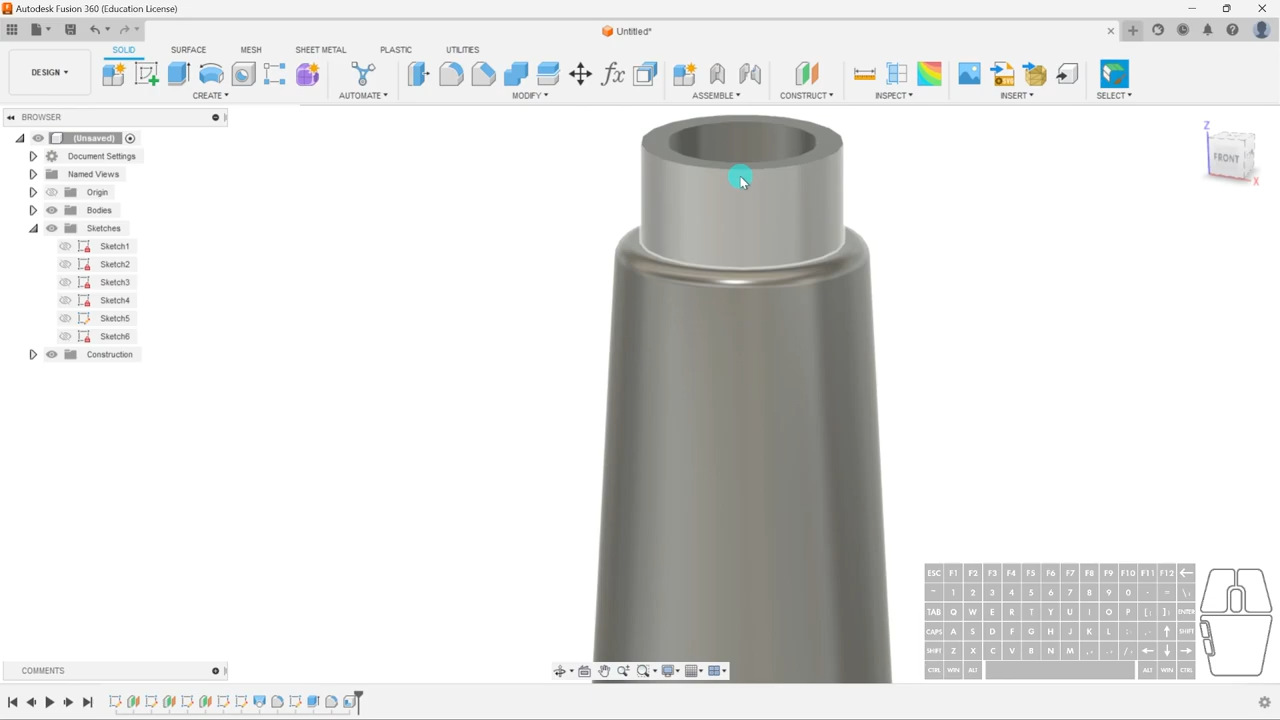 Autodesk Fusion 360 (Education License)
Untitled*
SOLID SURFACE MESH SHEET METAL PLASTIC UTILITIES
DESIGN
CREATE AUTOMATE MODIFY ASSEMBLE CONSTRUCT INSPECT INSERT SELECT
BROWSER
(Unsaved)
Document Settings
Named Views
Origin
Bodies
Sketches
Sketch1
Sketch2
Sketch3
Sketch4
Sketch5
Sketch6
Construction
Z
FRONT
X
ESC F1 F2 F3 F4 F5 F6 F7 F8 F9 F10 F11 F12
~ 1 2 3 4 5 6 7 8 9 0 - = \
TAB Q W E R T Y U I O P [ ] ENTER
CAPS A S D F G H J K L ; SHIFT
SHIFT Z X C V B N M , . /
CTRL WIN ALT ALT WIN CTRL
COMMENTS